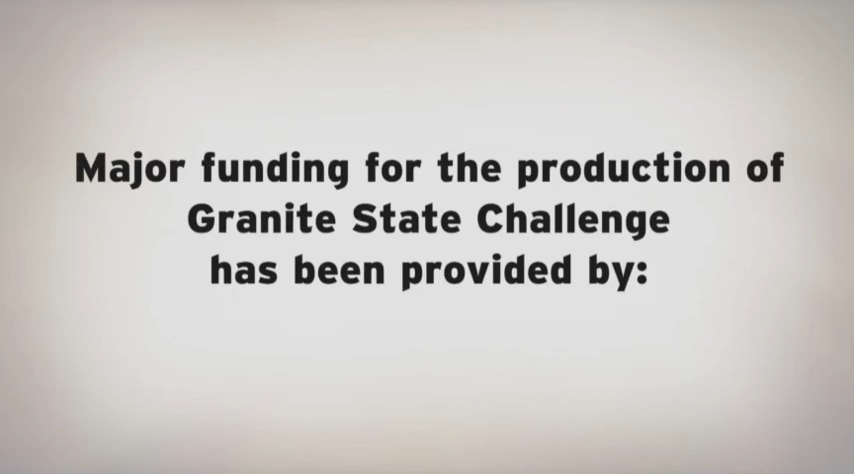 Major funding for the production of
Granite State Challenge
has been provided by: